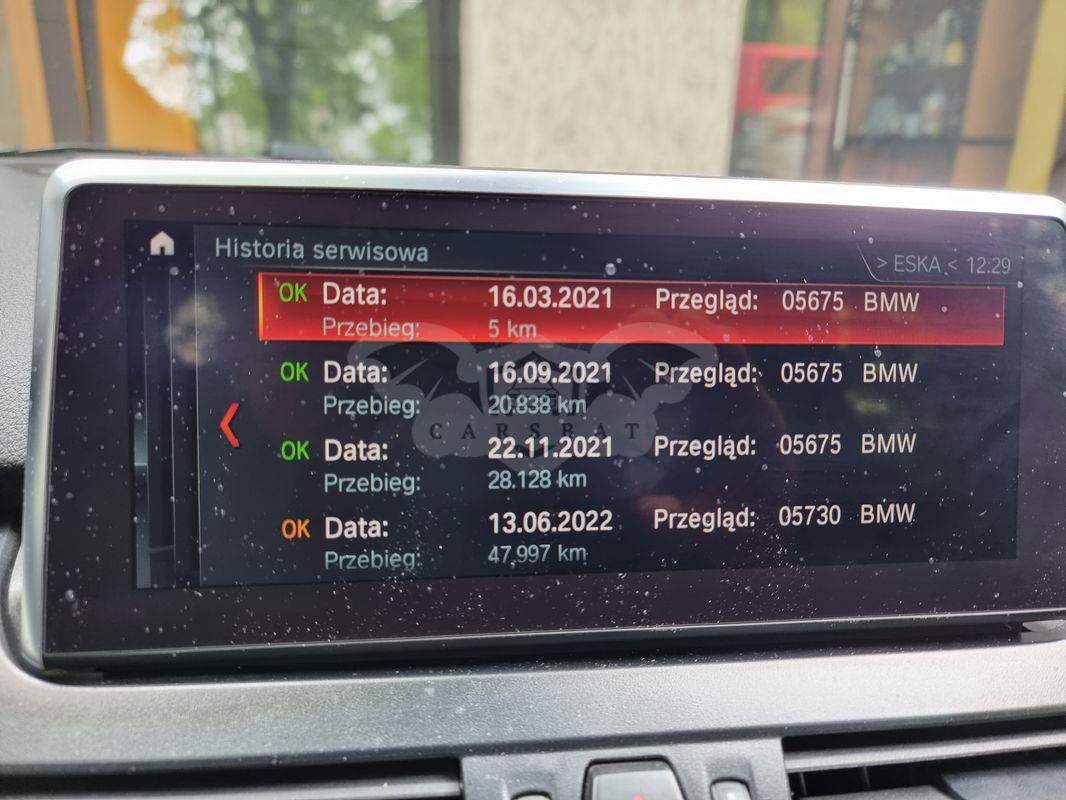 Historia serwisowa
> ESKA < 12:29
OK Data: 16.03.2021 Przegląd: 05675 BMW
Przebieg: 5 km
OK Data: 16.09.2021 Przegląd: 05675 BMW
Przebieg: 20.838 km
CARSBAT
OK Data: 22.11.2021 Przegląd: 05675 BMW
Przebieg: 28.128 km
OK Data: 13.06.2022 Przegląd: 05730 BMW
Przebieg: 47.997 km